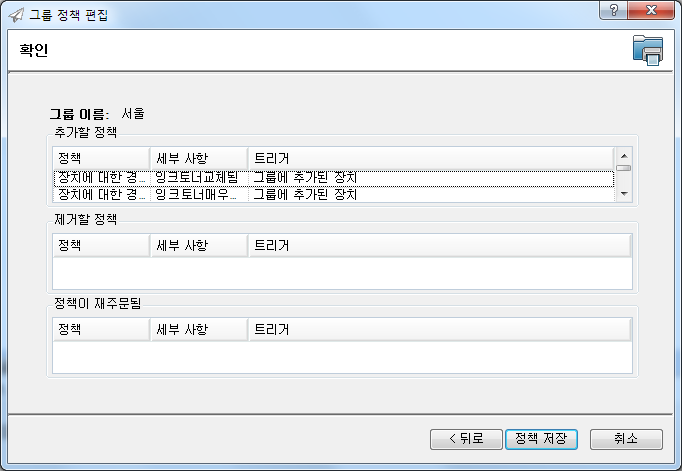 그룹 정책 편집
확인
그룹 이름: 서울
추가할 정책
정책 세부 사항 트리거
장치에 대한 경... 잉크토너교체됨 그룹에 추가된 장치
장치에 대한 경... 잉크토너매우... 그룹에 추가된 장치
제거할 정책
정책 세부 사항 트리거
정책이 재주문됨
정책 세부 사항 트리거
< 뒤로 정책 저장 취소